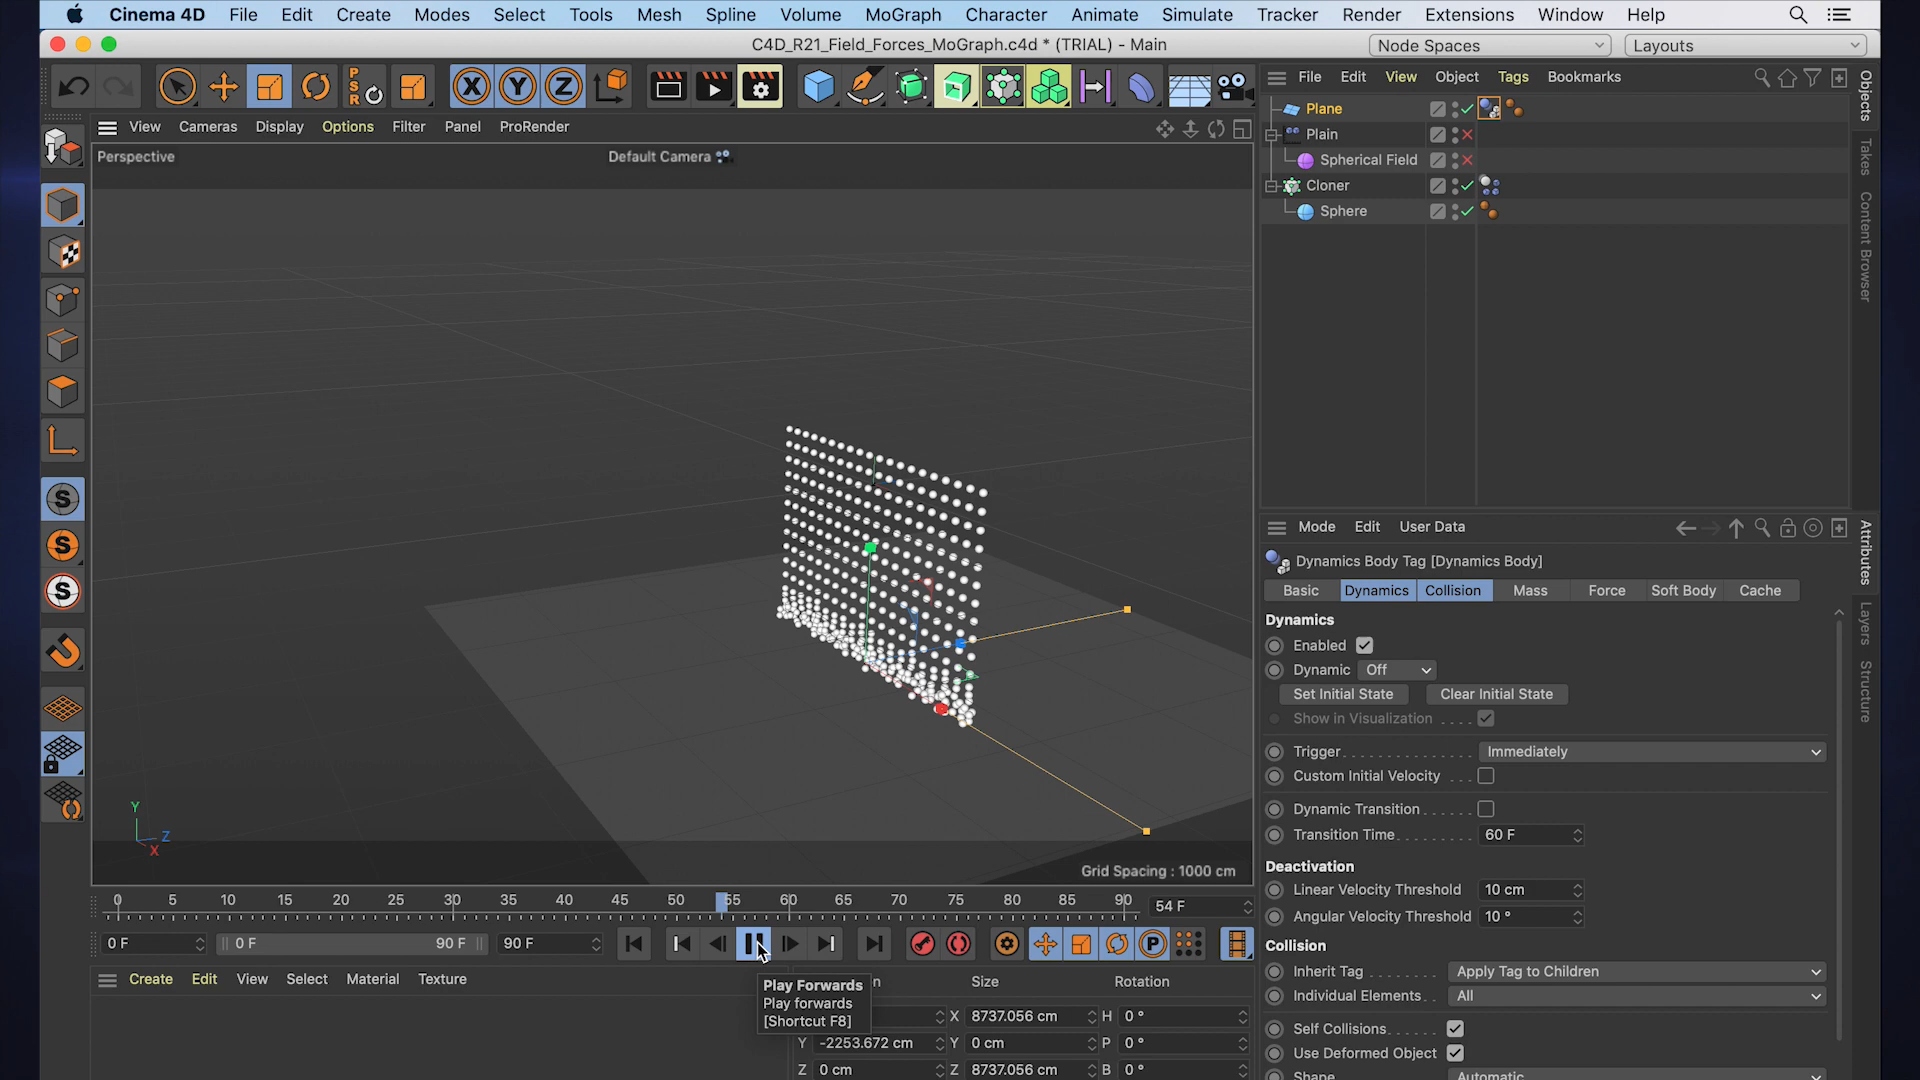 Cinema 4D File Edit Create Modes Select Tools Mesh Spline Volume MoGraph Character Animate Simulate Tracker Render Extensions Window Help
C4D_R21_Field_Forces_MoGraph.c4d * (TRIAL) - Main
Node Spaces
Layouts
PSR
X Y Z
File Edit View Object Tags Bookmarks
View Cameras Display Options Filter Panel ProRender
Perspective
Default Camera
Plane
Plain
Spherical Field
Cloner
Sphere
Objects
Takes
Content Browser
S
S
S
Mode Edit User Data
Dynamics Body Tag [Dynamics Body]
Basic Dynamics Collision Mass Force Soft Body Cache
Attributes
Layers
Structure
Dynamics
Enabled
Dynamic Off
Set Initial State Clear Initial State
Show in Visualization . . . .
Trigger. . . . . . . . . . . . . Immediately
Custom Initial Velocity . . .
Dynamic Transition. . . . . .
Transition Time. . . . . . . . . 60 F
Deactivation
Linear Velocity Threshold 10 cm
Angular Velocity Threshold 10 °
Collision
Inherit Tag . . . . . . . . Apply Tag to Children
Individual Elements. . All
Self Collisions. . . . . .
Use Deformed Object
Shape Automatic
Y
Z
X
Grid Spacing : 1000 cm
0 5 10 15 20 25 30 35 40 45 50 55 60 65 70 75 80 85 90
54 F
0 F 0 F 90 F 90 F
P
Create Edit View Select Material Texture
n Size Rotation
Play Forwards
Play forwards
[Shortcut F8]
X 8737.056 cm H 0 °
Y -2253.672 cm Y 0 cm P 0 °
Z 0 cm Z 8737.056 cm B 0 °